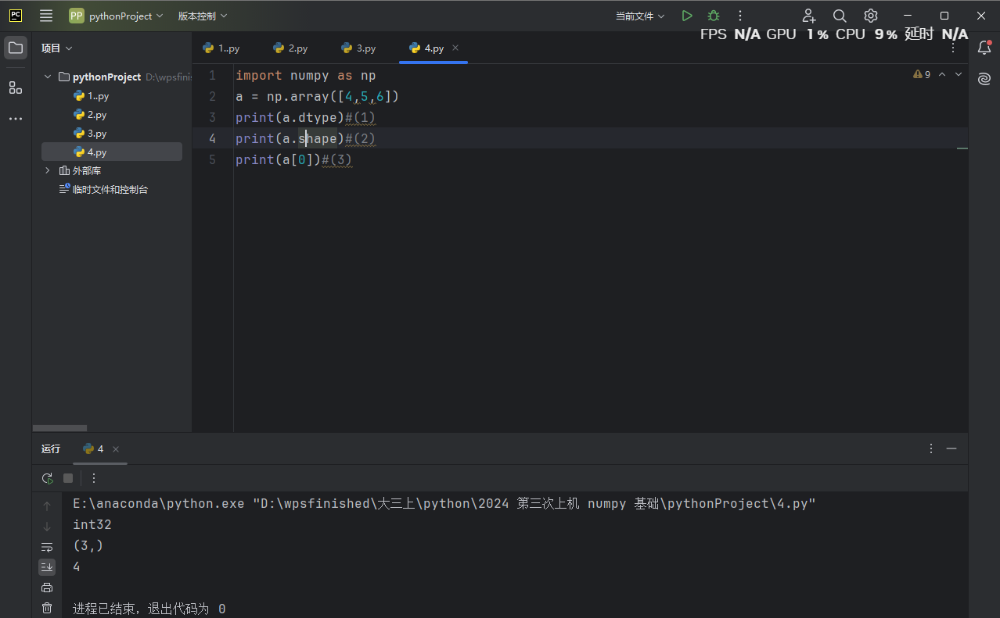 PC PP pythonProject 版本控制 当前文件
FPS N/A GPU 1 % CPU 9 % 延时 N/A
项目 1..py 2.py 3.py 4.py
pythonProject D:\wpsfinis
1..py
2.py
3.py
4.py
外部库
临时文件和控制台
9
1 import numpy as np
2 a = np.array([4,5,6])
3 print(a.dtype)#(1)
4 print(a.shape)#(2)
5 print(a[0])#(3)
运行 4
E:\anaconda\python.exe "D:\wpsfinished\大三上\python\2024 第三次上机 numpy 基础\pythonProject\4.py"
int32
(3,)
4
进程已结束，退出代码为 0